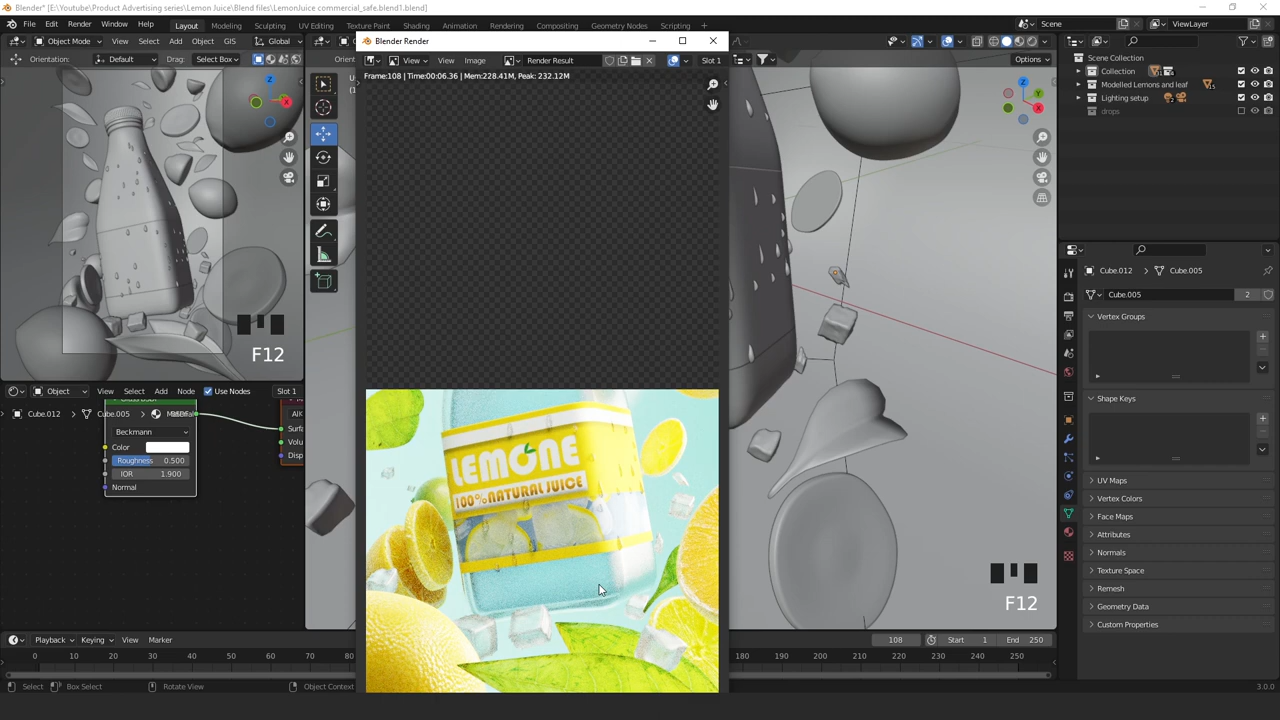 Blender* [E:\Youtube\Product Advertising series\Lemon Juice\Blend files\LemonJuice commercial_safe.blend1.blend]
File Edit Render Window Help Layout Modeling Sculpting UV Editing Texture Paint Shading Animation Rendering Compositing Geometry Nodes Scripting + Scene ViewLayer
Object Mode View Select Add Object GIS Global
Orientation: Default Drag: Select Box
Options
Blender Render
View View Image Render Result Slot 1
Frame:108 | Time:00:06.36 | Mem:228.41M, Peak: 232.12M
Scene Collection
Collection
Modelled Lemons and leaf
Lighting setup
drops
Z
X
Z
Y
X
F12
Object View Select Add Node Use Nodes Slot 1
Cube.012 Cube.005
Beckmann
Color
Roughness 0.500
IOR 1.900
Normal
Surfa
Volu
Disp
LEMONE
100% NATURAL JUICE
F12
Cube.012 Cube.005
Cube.005 2
Vertex Groups
Shape Keys
UV Maps
Vertex Colors
Face Maps
Attributes
Normals
Texture Space
Remesh
Geometry Data
Custom Properties
Playback Keying View Marker 108 Start 1 End 250
0 10 20 30 40 50 60 70 80 180 190 200 210 220 230 240 250
Select Box Select Rotate View Object Context 3.0.0